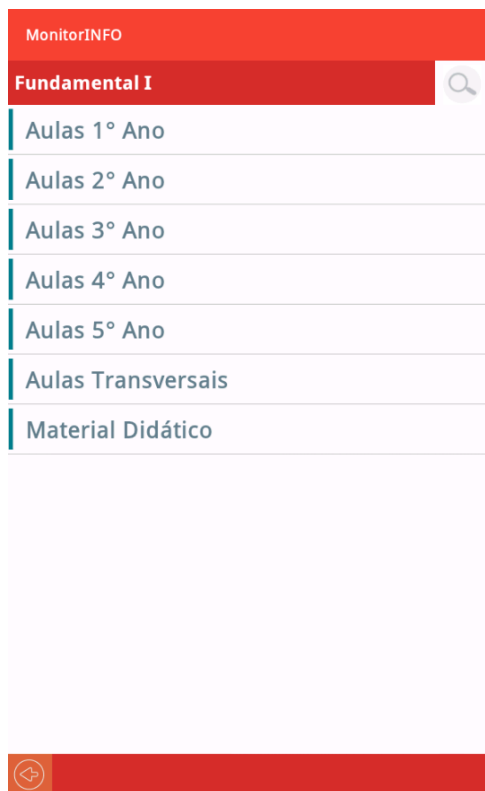 MonitorINFO
Fundamental I
Aulas 1° Ano
Aulas 2° Ano
Aulas 3° Ano
Aulas 4° Ano
Aulas 5° Ano
Aulas Transversais
Material Didático